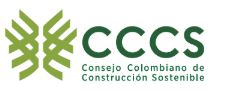 CCCS
Consejo Colombiano de
Construcción Sostenible